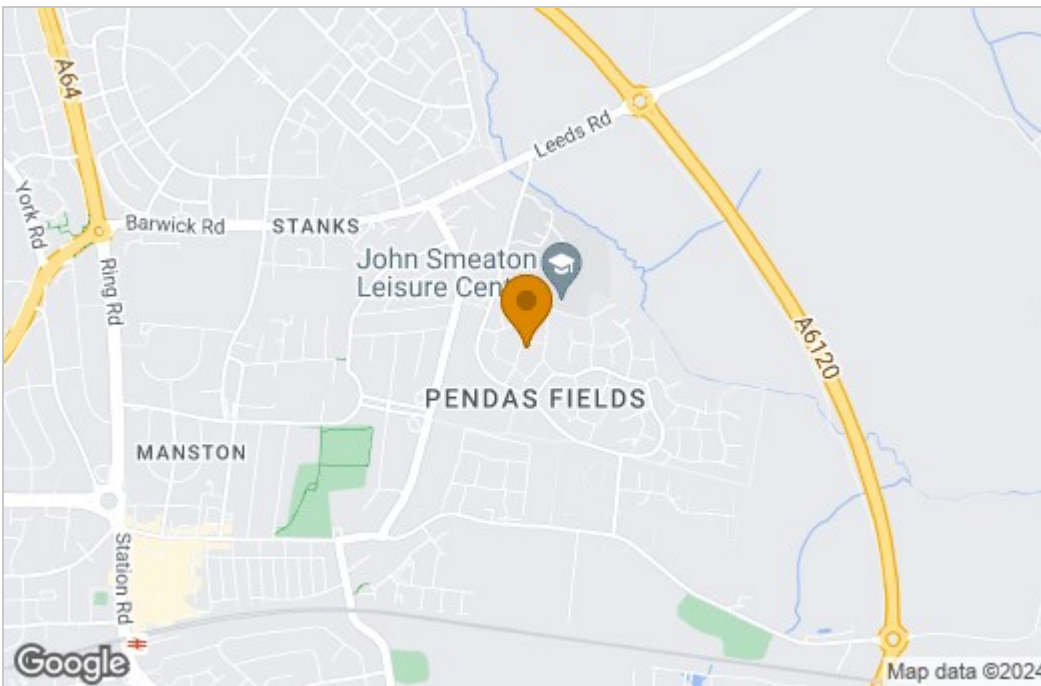 A64
Leeds Rd
York Rd
Barwick Rd
STANKS
John Smeaton
Leisure Cent
Ring Rd
A6120
PENDAS FIELDS
MANSTON
Station Rd
Google
Map data ©2024